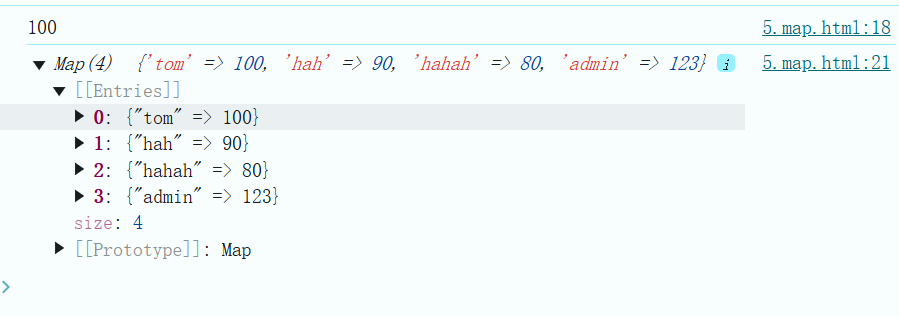 100 5.map.html:18
▼ Map(4) {'tom' => 100, 'hah' => 90, 'hahah' => 80, 'admin' => 123} i 5.map.html:21
▼ [[Entries]]
▶ 0: {"tom" => 100}
▶ 1: {"hah" => 90}
▶ 2: {"hahah" => 80}
▶ 3: {"admin" => 123}
size: 4
▶ [[Prototype]]: Map
>